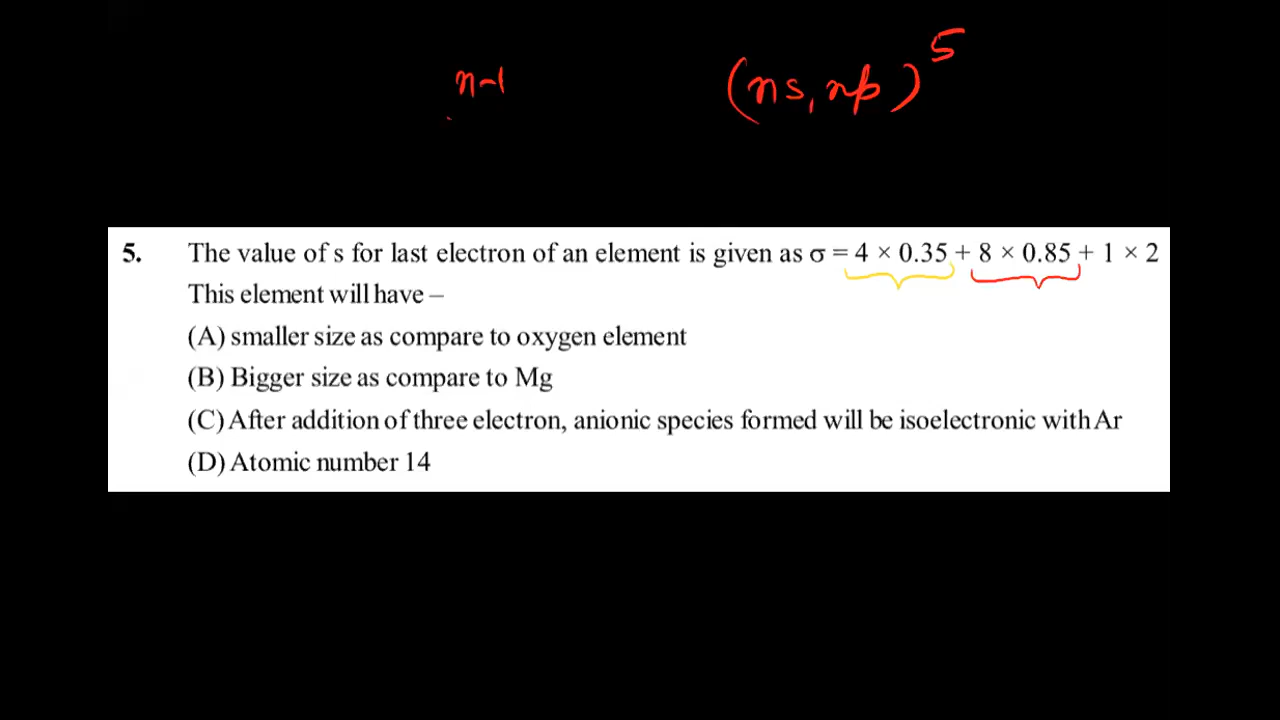 n-1 (ns, np)^5
5. The value of s for last electron of an element is given as σ = 4 × 0.35 + 8 × 0.85 + 1 × 2
This element will have –
(A) smaller size as compare to oxygen element
(B) Bigger size as compare to Mg
(C) After addition of three electron, anionic species formed will be isoelectronic with Ar
(D) Atomic number 14